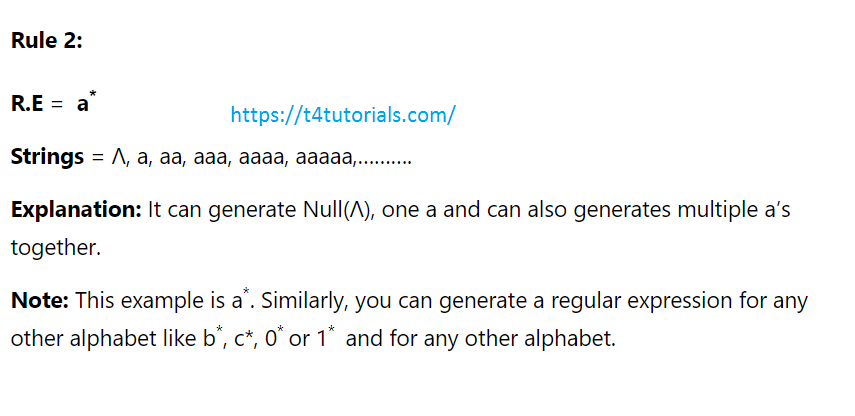 Rule 2:
R.E = a*
https://t4tutorials.com/
Strings = Λ, a, aa, aaa, aaaa, aaaaa,..........
Explanation: It can generate Null(Λ), one a and can also generates multiple a’s
together.
Note: This example is a*. Similarly, you can generate a regular expression for any
other alphabet like b*, c*, 0* or 1* and for any other alphabet.